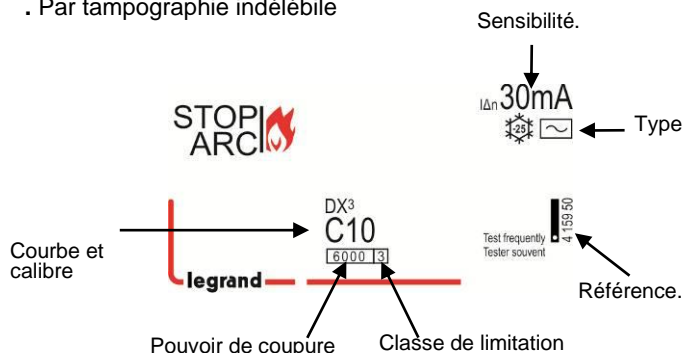 . Par tampographie indélébile
Sensibilité.
IΔn 30mA
STOP
ARC
-25
Type
DX³
C10
6000 3
Courbe et
calibre
Test frequently
Tester souvent
4 159 50
legrand
Référence.
Pouvoir de coupure
Classe de limitation